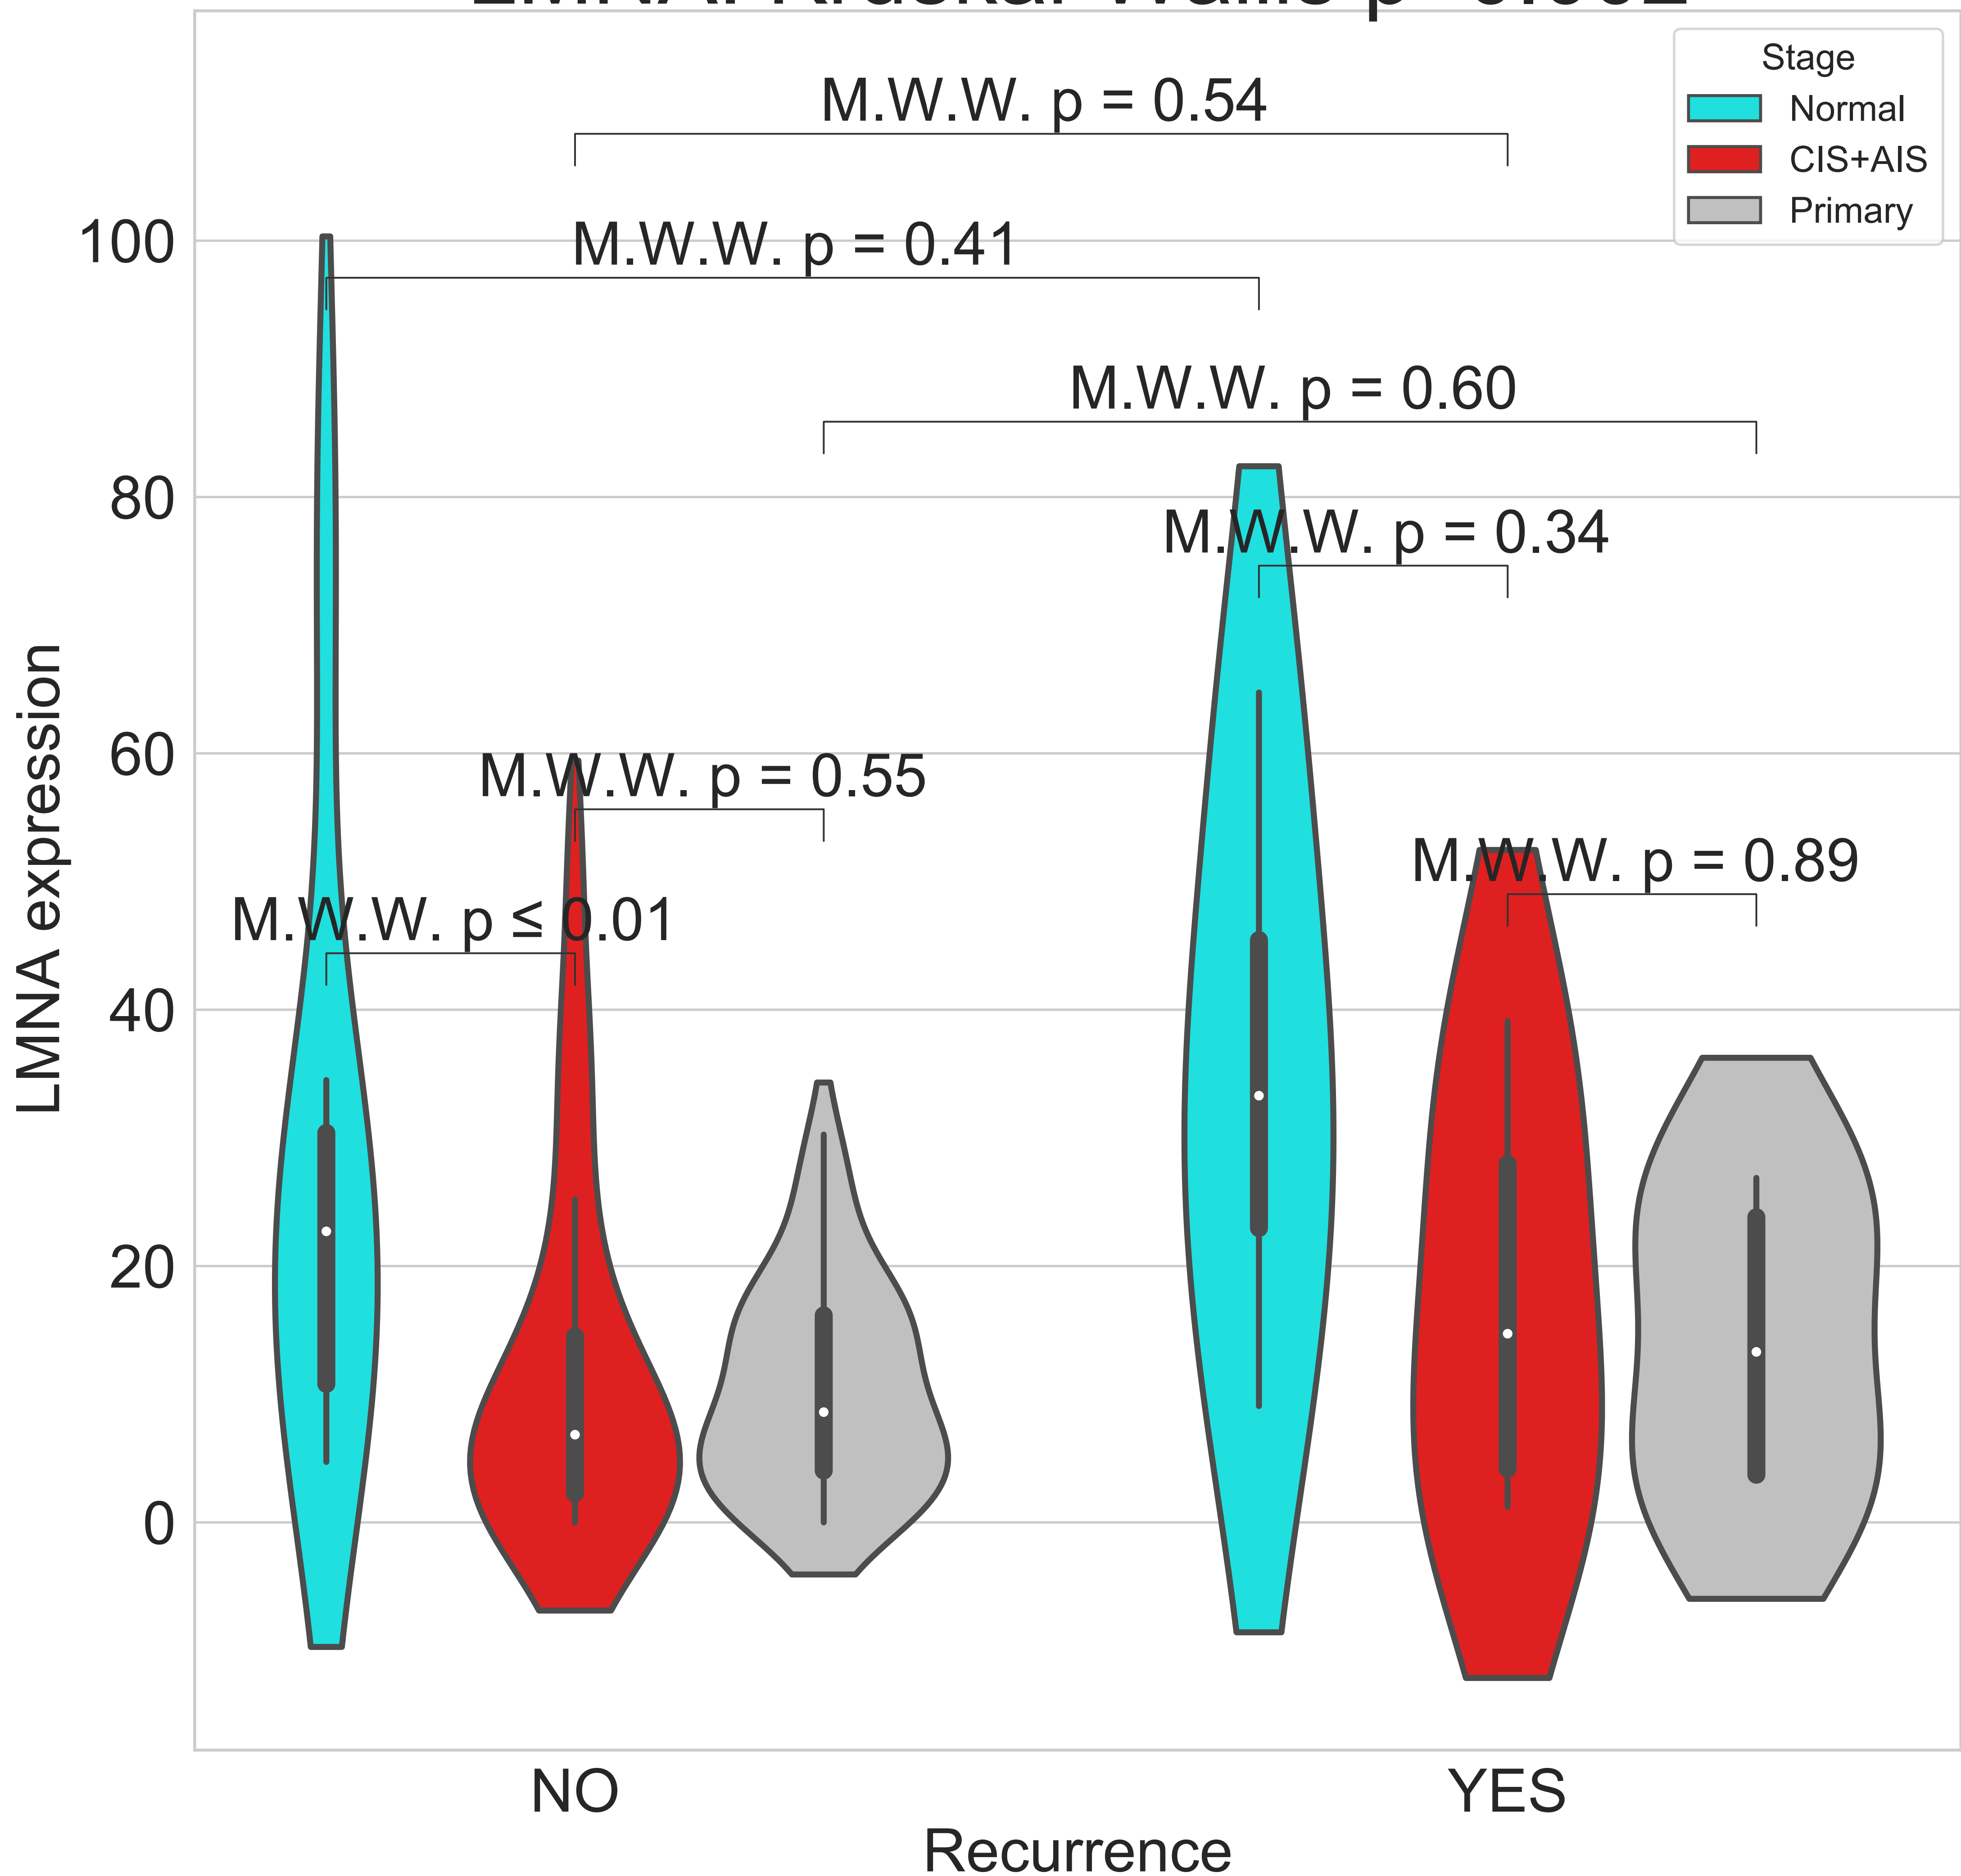 Stage
Normal
CIS+AIS
Primary
M.W.W. p = 0.54
M.W.W. p = 0.41
M.W.W. p = 0.60
M.W.W. p = 0.34
M.W.W. p = 0.55
M.W.W. p = 0.89
M.W.W. p ≤ 0.01
100
80
60
40
20
0
LMNA expression
NO
YES
Recurrence